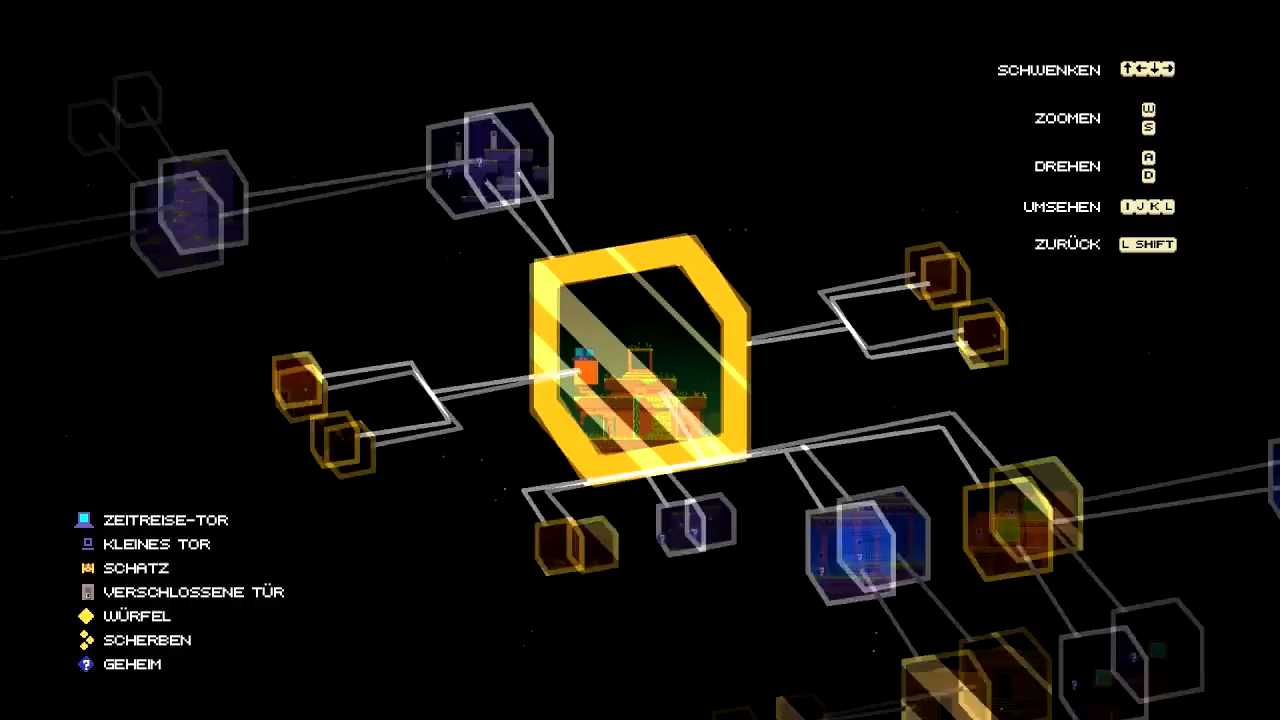 SCHWENKEN ↑←↓→
ZOOMEN W
S
DREHEN A
D
UMSEHEN I J K L
ZURÜCK L SHIFT
ZEITREISE-TOR
KLEINES TOR
SCHATZ
VERSCHLOSSENE TÜR
WÜRFEL
SCHERBEN
? GEHEIM